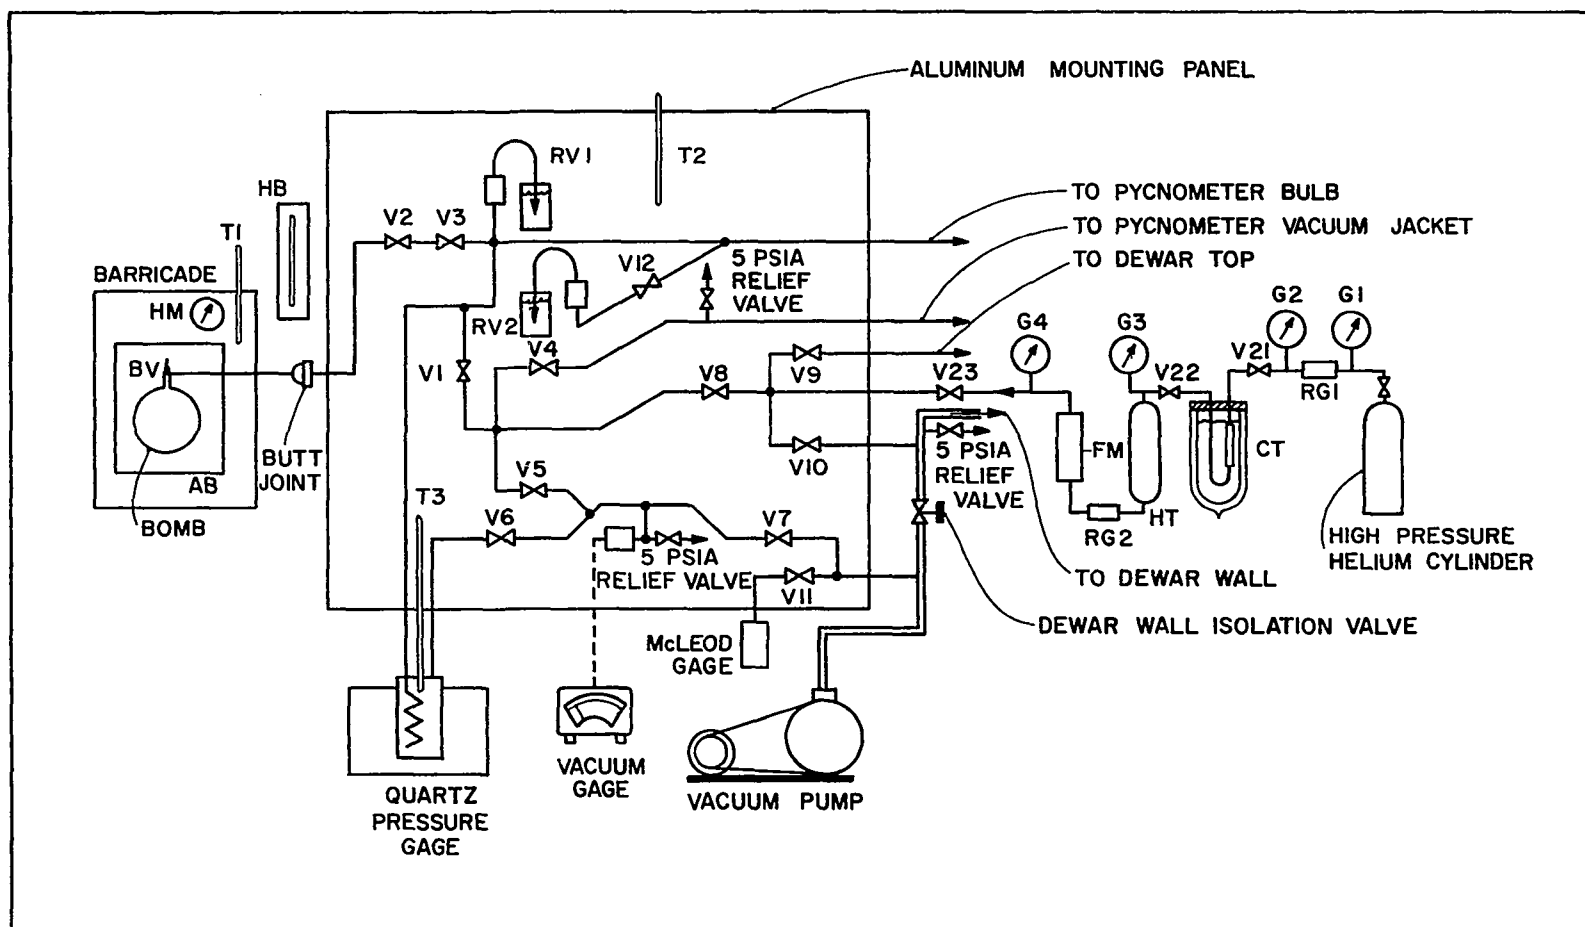 ALUMINUM MOUNTING PANEL
RV1
T2
HB
TO PYCNOMETER BULB
V2
V3
TO PYCNOMETER VACUUM JACKET
T1
V12
5 PSIA
RELIEF
VALVE
TO DEWAR TOP
BARRICADE
HM
RV2
G4
G3
G2
G1
V4
BV
V1
V8
V9
V23
V22
V21
RG1
BUTT
JOINT
V10
5 PSIA
RELIEF
VALVE
FM
CT
AB
BOMB
V5
T3
V6
V7
RG2
HT
HIGH PRESSURE
HELIUM CYLINDER
5 PSIA
RELIEF VALVE
V11
TO DEWAR WALL
DEWAR WALL ISOLATION VALVE
McLEOD
GAGE
VACUUM
GAGE
VACUUM PUMP
QUARTZ
PRESSURE
GAGE